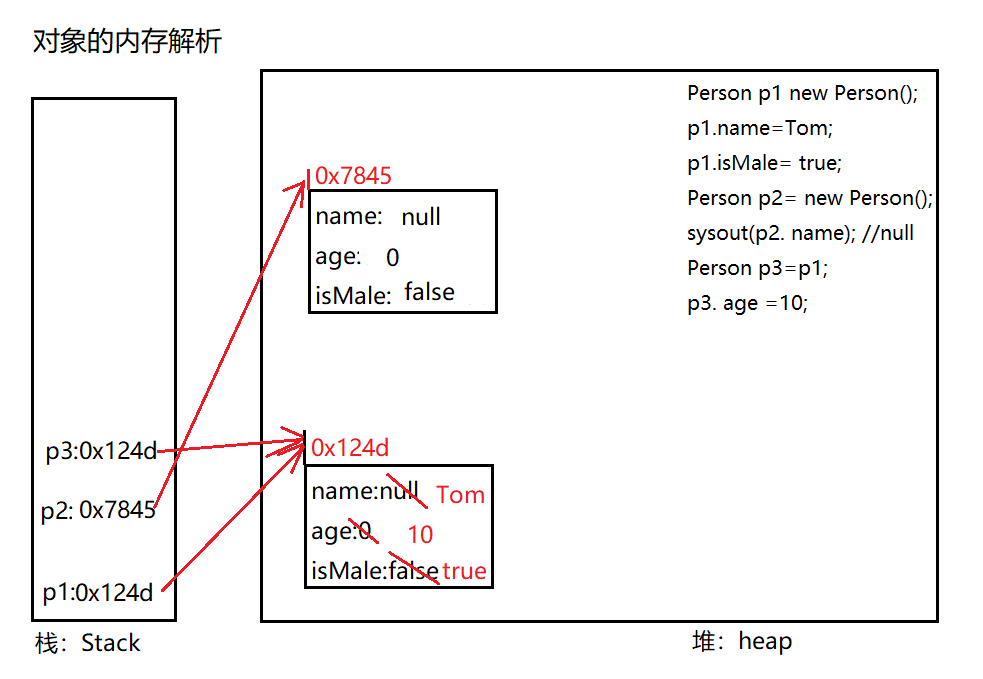 对象的内存解析
Person p1 new Person();
p1.name=Tom;
p1.isMale= true;
Person p2= new Person();
sysout(p2. name); //null
Person p3=p1;
p3. age =10;
0x7845
name: null
age: 0
isMale: false
p3:0x124d
p2: 0x7845
p1:0x124d
0x124d
name:null Tom
age:0 10
isMale:false true
栈：Stack
堆：heap